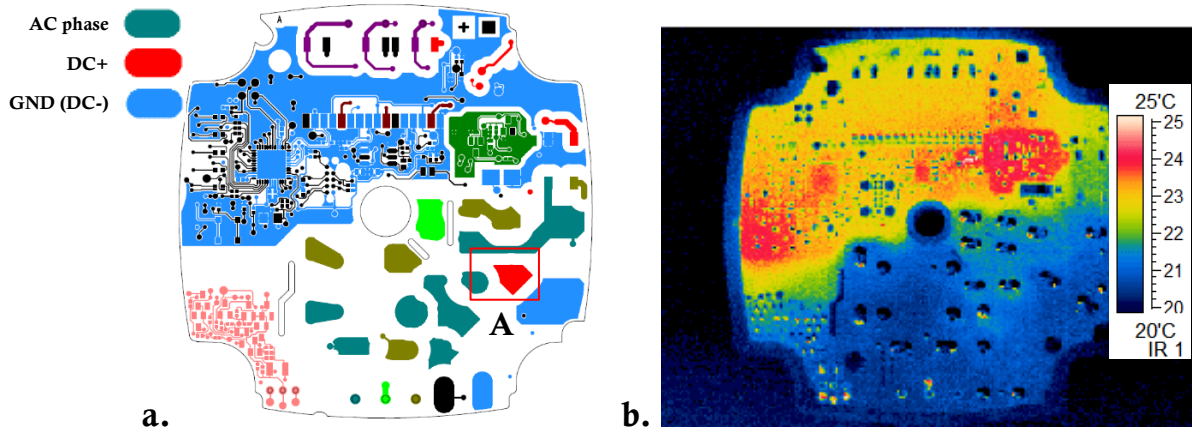 AC phase
DC+
GND (DC-)
A
+
A
a.
b.
25'C
25
24
23
22
21
20
20'C
IR 1